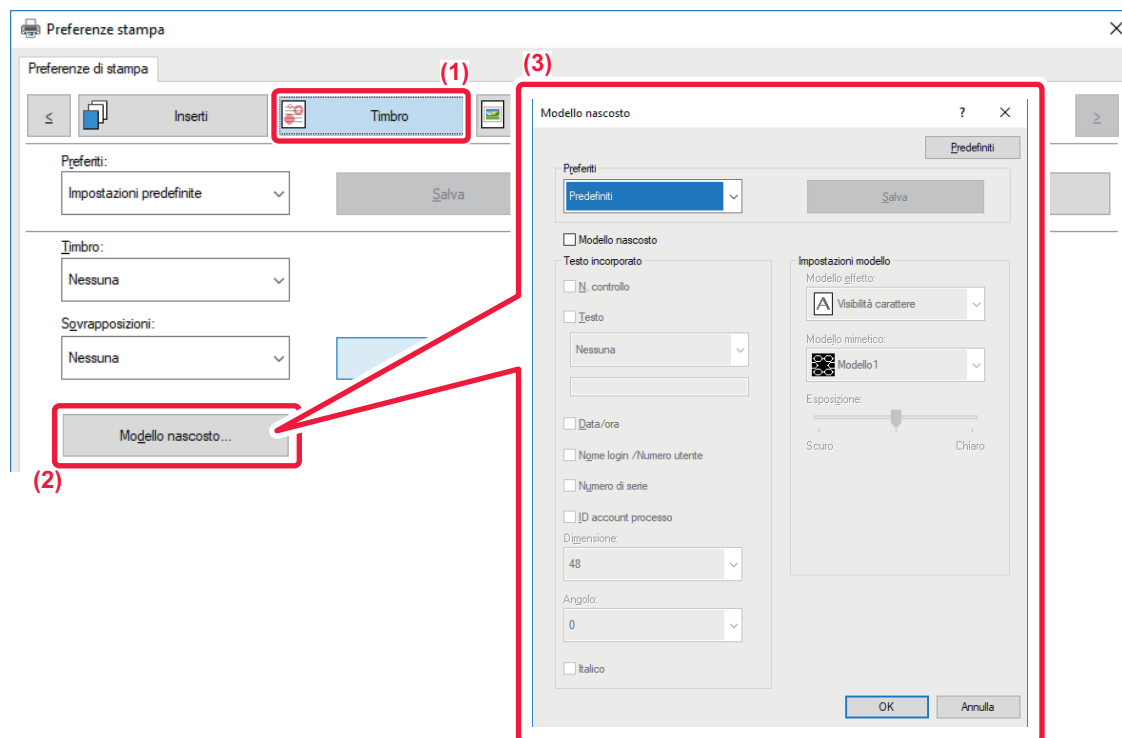 Preferenze stampa
Preferenze di stampa
(1)
(3)
<
Inserti
Timbro
>
Preferiti:
Impostazioni predefinite
Salva
Timbro:
Nessuna
Sovrapposizioni:
Nessuna
Modello nascosto...
(2)
Modello nascosto
?
Predefiniti
Preferiti
Predefiniti
Salva
Modello nascosto
Testo incorporato
N. controllo
Testo
Nessuna
Data/ora
Nome login /Numero utente
Numero di serie
ID account processo
Dimensione:
48
Angolo:
0
Italico
Impostazioni modello
Modello effetto:
A
Visibilità carattere
Modello mimetico:
Modello1
Esposizione:
Scuro
Chiaro
OK
Annulla